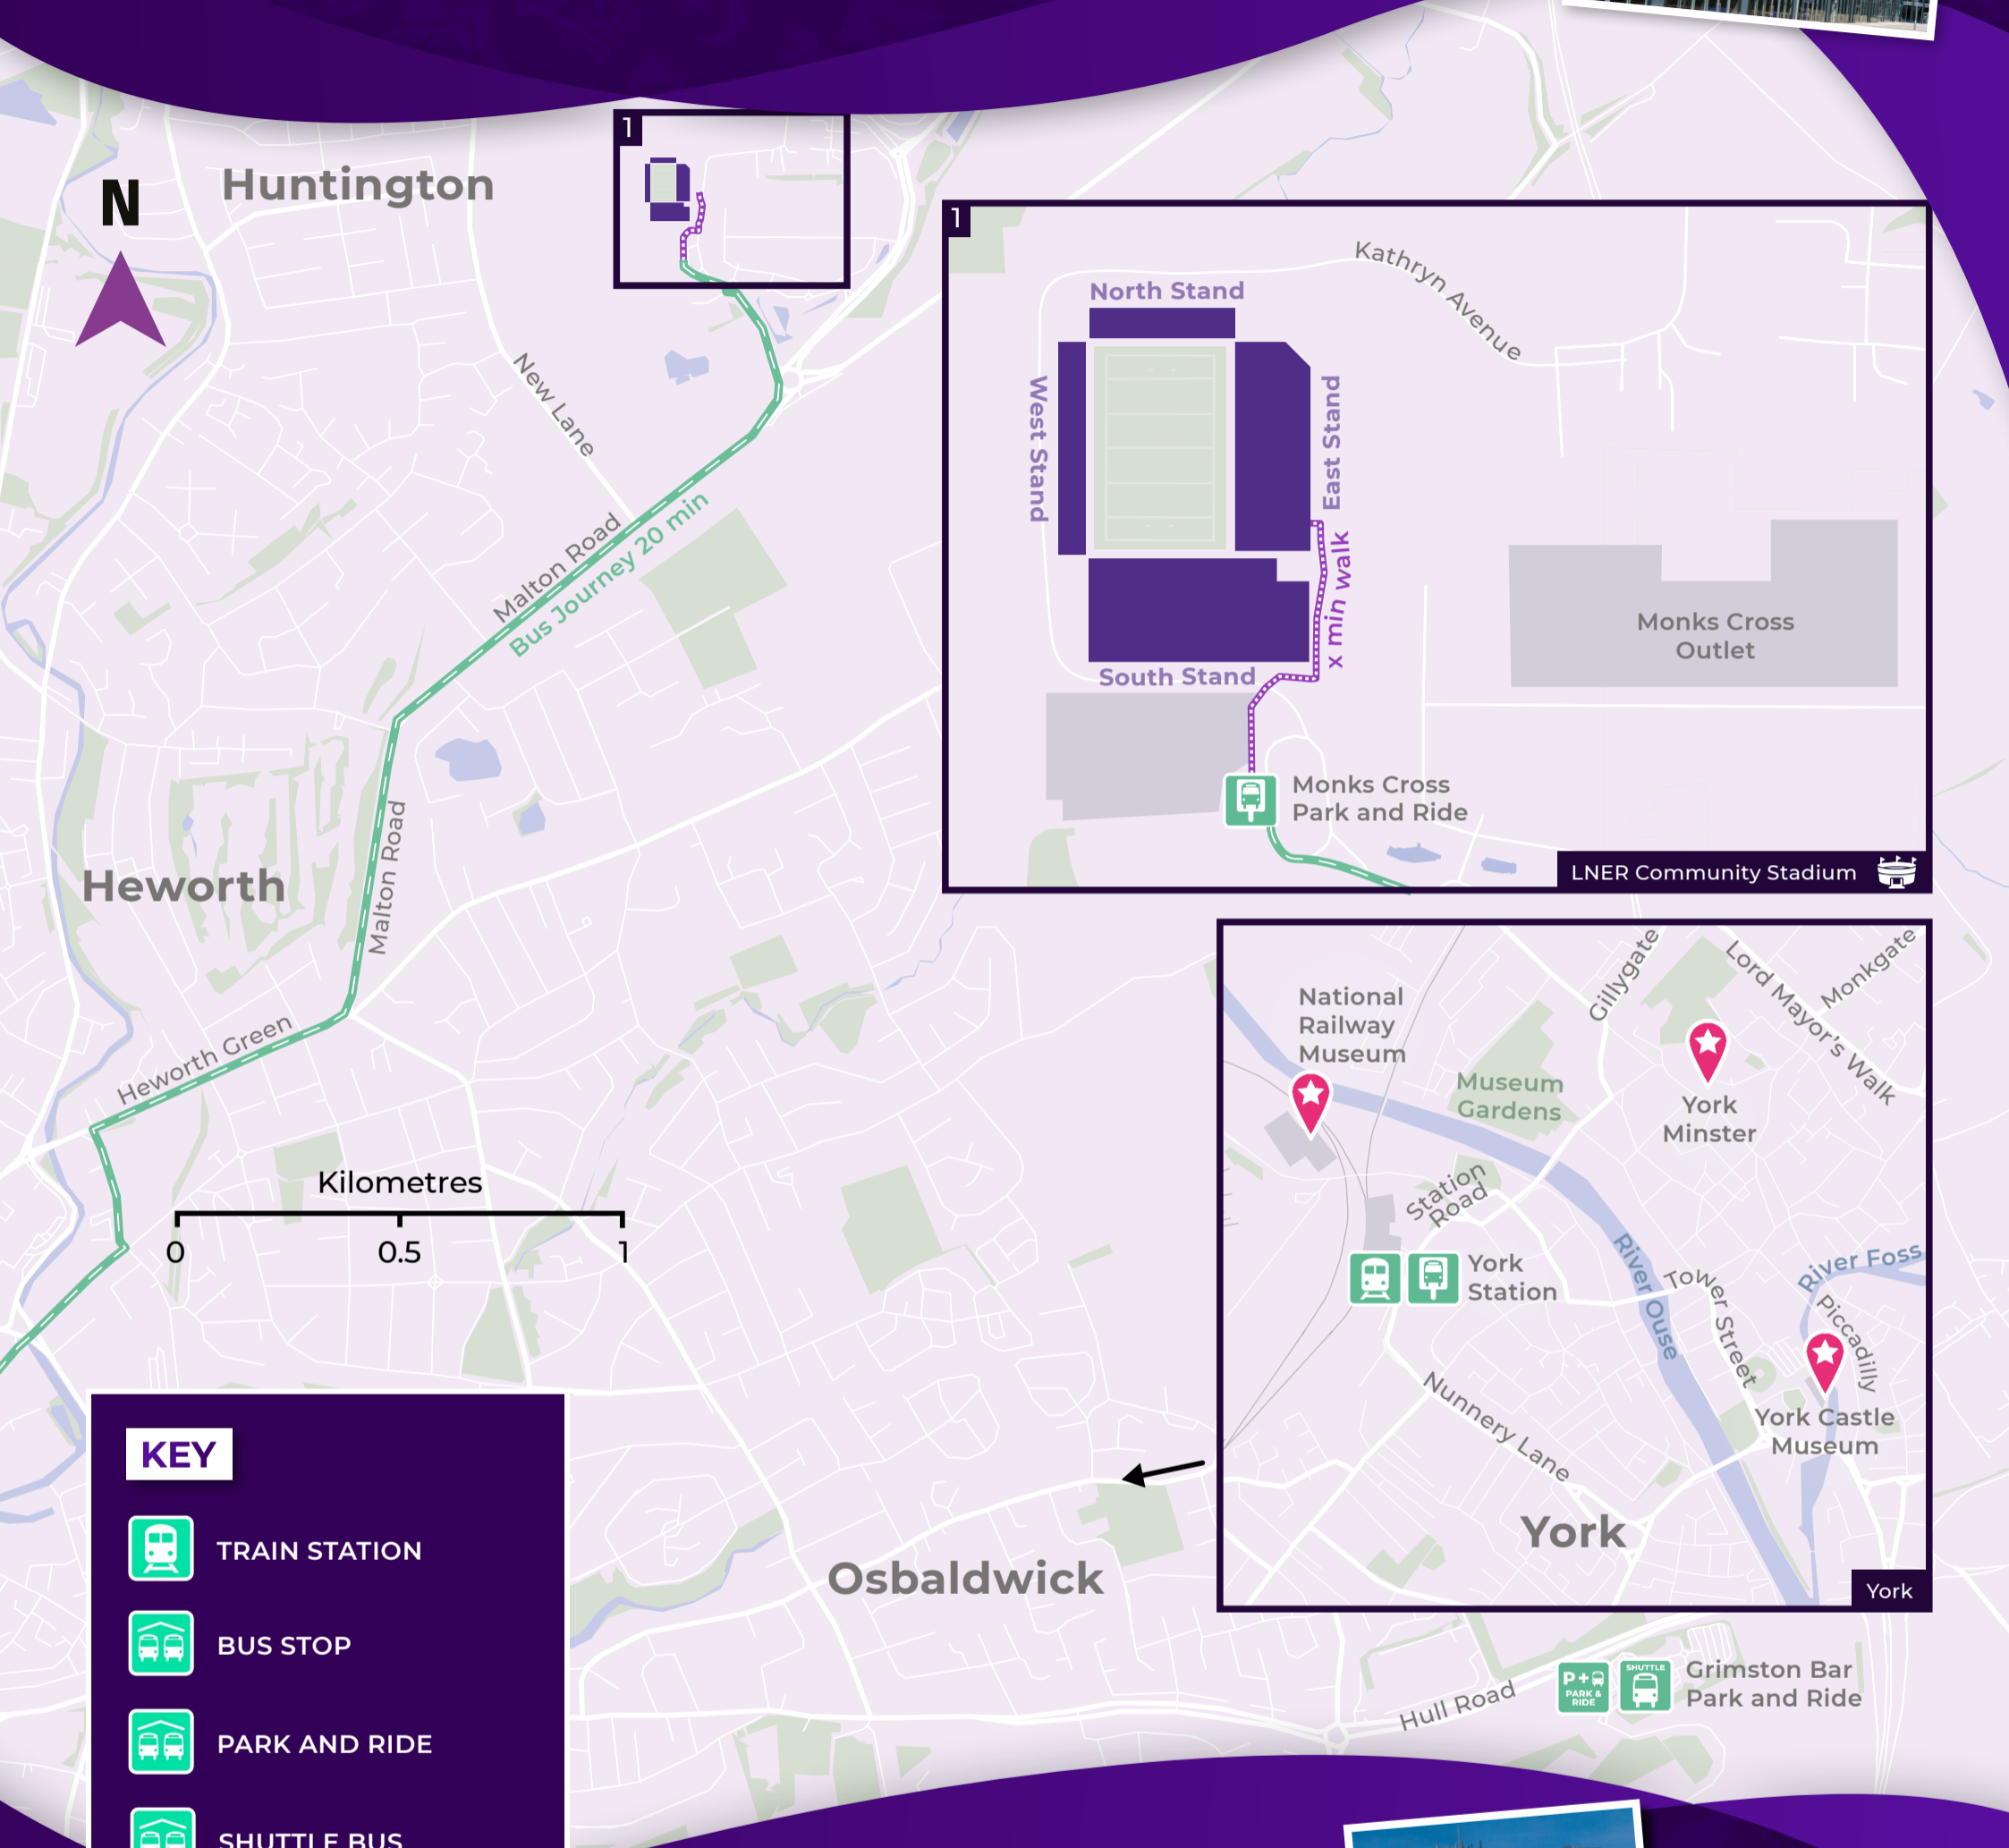 1
Huntington
N
New Lane
Malton Road
Bus Journey 20 min
Malton Road
Heworth
Heworth Green
Kilometres
0 0.5 1
1
Kathryn Avenue
North Stand
West Stand
East Stand
x min walk
South Stand
Monks Cross
Outlet
Monks Cross
Park and Ride
LNER Community Stadium
National
Railway
Museum
Gillygate
Lord Mayor's Walk
Monkgate
Museum
Gardens
York
Minster
Station
Road
York
Station
River Ouse
Tower Street
River Foss
Piccadilly
York Castle
Museum
Nunnery Lane
York
York
Osbaldwick
Hull Road
P+
PARK &
RIDE
SHUTTLE
Grimston Bar
Park and Ride
KEY
TRAIN STATION
BUS STOP
PARK AND RIDE
SHUTTLE BUS